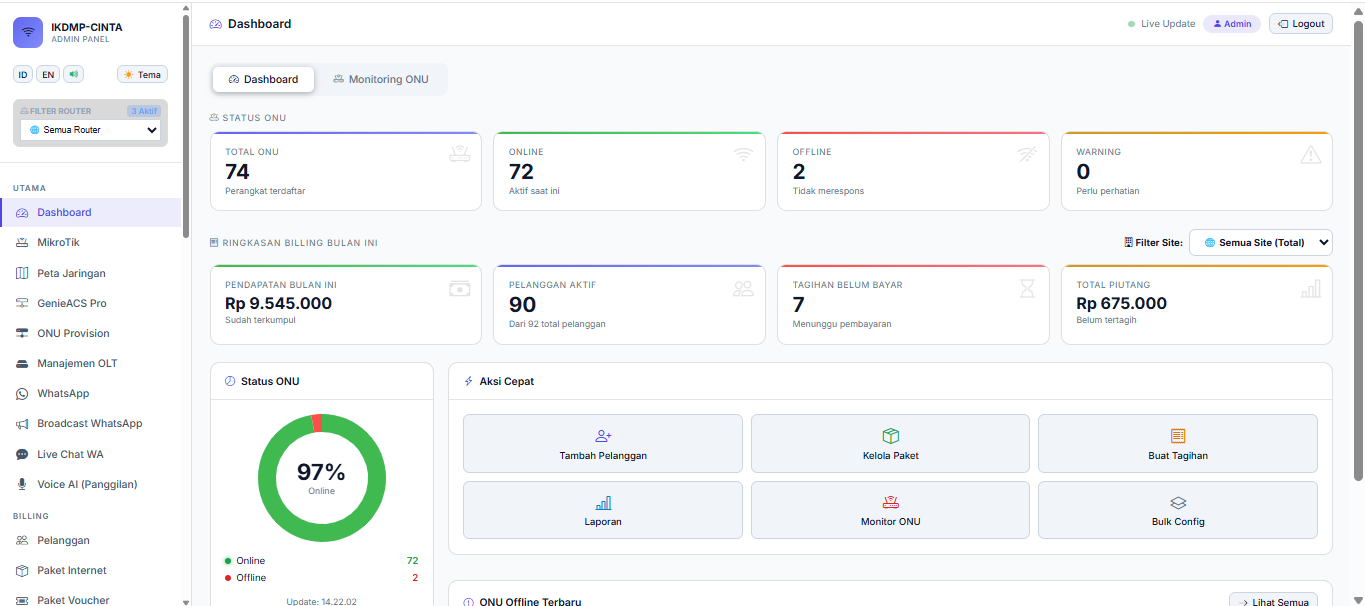 IKDMP-CINTA
ADMIN PANEL
ID EN Tema
FILTER ROUTER 3 Aktif
Semua Router
UTAMA
Dashboard
MikroTik
Peta Jaringan
GenieACS Pro
ONU Provision
Manajemen OLT
WhatsApp
Broadcast WhatsApp
Live Chat WA
Voice AI (Panggilan)
BILLING
Pelanggan
Paket Internet
Paket Voucher
Dashboard
Live Update Admin Logout
Dashboard Monitoring ONU
STATUS ONU
TOTAL ONU
74
Perangkat terdaftar
ONLINE
72
Aktif saat ini
OFFLINE
2
Tidak merespons
WARNING
0
Perlu perhatian
RINGKASAN BILLING BULAN INI
Filter Site: Semua Site (Total)
PENDAPATAN BULAN INI
Rp 9.545.000
Sudah terkumpul
PELANGGAN AKTIF
90
Dari 92 total pelanggan
TAGIHAN BELUM BAYAR
7
Menunggu pembayaran
TOTAL PIUTANG
Rp 675.000
Belum tertagih
Status ONU
97%
Online
Online 72
Offline 2
Update: 14.22.02
Aksi Cepat
Tambah Pelanggan
Kelola Paket
Buat Tagihan
Laporan
Monitor ONU
Bulk Config
ONU Offline Terbaru
Lihat Semua